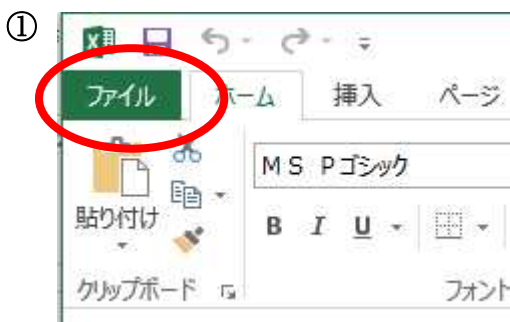 ①
ファイル ホーム 挿入 ページ
MS Pゴシック
貼り付け
B I U
クリップボード フォント